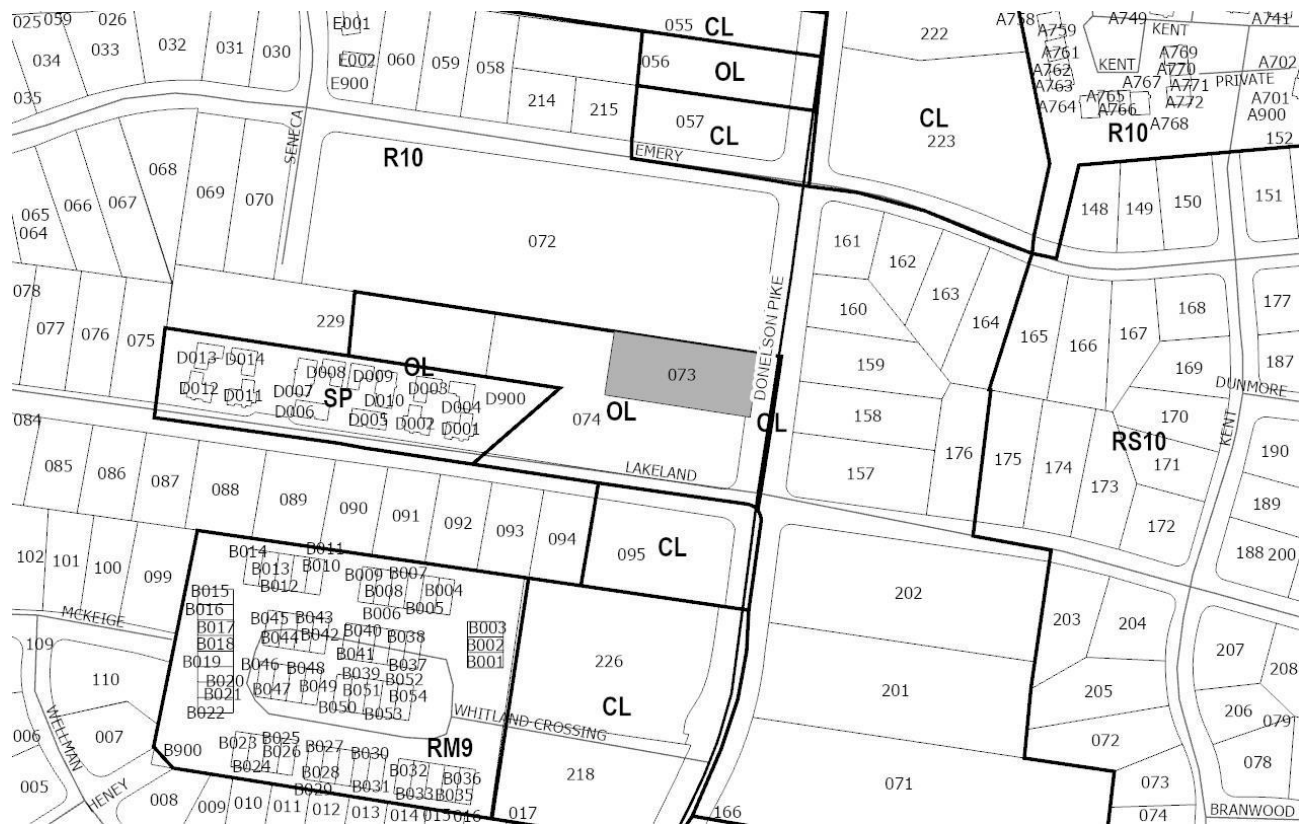 025 059
033
026
032
031
030
034
035
E001
E002
E900
060
059
058
055
CL
056
OL
214
215
057
CL
EMERY
222
CL
223
A758
A759
A761
A762
A763
A764
A749
KENT
A741
KENT
A769
A770
A767
A771
A765
A766
A772
A768
R10
A702
PRIVATE
A701
A900
152
SENECA
R10
068
067
066
065
064
069
070
072
DONELSON PIKE
161
162
163
164
160
159
158
157
176
148
149
150
151
165
166
167
168
177
169
187
DUNMORE
170
KENT
RS10
171
175
174
173
172
190
189
188 200
078
077
076
075
229
D013 D014
D012 D011
D008
D007
D009
D006
D010
D005
D003
D002
D004
D001
D900
OL
SP
073
074
OL
OL
LAKELAND
084
085
086
087
088
089
090
091
092
093
094
095
CL
102
101
100
099
MCKEIGE
109
110
WELLMAN
006
007
005
HENEY
008
009
010
011
012
013
014
015
016
017
B014
B011
B013
B010
B012
B009
B007
B008
B004
B006
B005
B015
B016
B017
B018
B019
B020
B021
B022
B045
B043
B044
B042
B040
B038
B041
B037
B003
B002
B001
B046
B048
B039
B052
B047
B049
B051
B054
B050
B053
B900
B023
B025
B026
B024
B027
B030
B028
B029
B031
B032
B036
B033
B035
RM9
WHITLAND CROSSING
226
CL
218
166
202
201
071
203
204
205
072
073
074
207
208
206
079
078
BRANWOOD